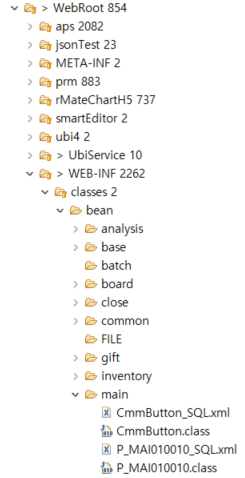 > WebRoot 854
aps 2082
jsonTest 23
META-INF 2
prm 883
rMateChartH5 737
smartEditor 2
ubi4 2
> UbiService 10
> WEB-INF 2262
classes 2
bean
analysis
base
batch
board
close
common
FILE
gift
inventory
main
CmmButton_SQL.xml
CmmButton.class
P_MAI010010_SQL.xml
P_MAI010010.class